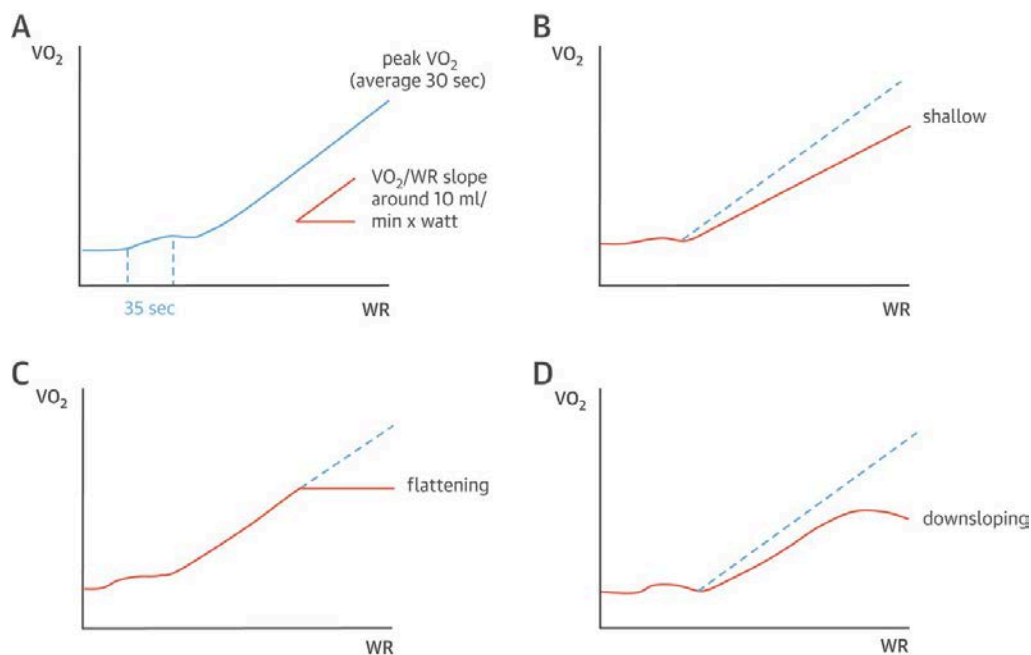 A
VO₂
peak VO₂
(average 30 sec)
VO₂/WR slope
around 10 ml/
min x watt
35 sec
WR
B
VO₂
shallow
WR
C
VO₂
flattening
WR
D
VO₂
downsloping
WR